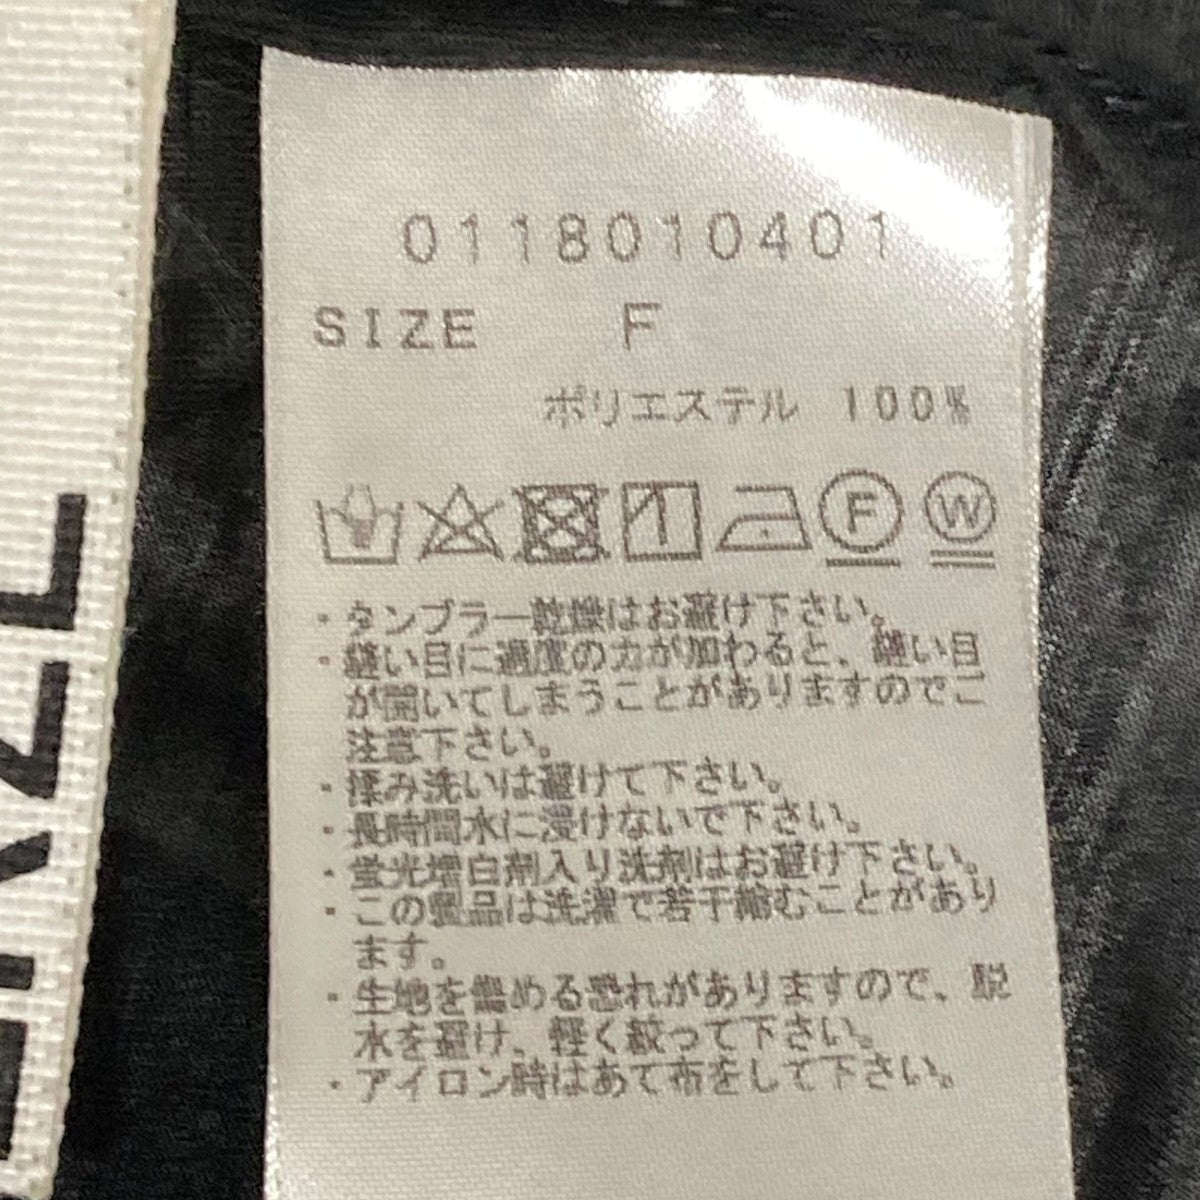 0118010401
SIZE F
ポリエステル 100%
F W
・タンブラー乾燥はお避け下さい。
・縫い目に過度の力が加わると、縫い目
が開いてしまうことがありますのでご
注意下さい。
・揉み洗いは避けて下さい。
・長時間水に浸けないで下さい。
・蛍光増白剤入り洗剤はお避け下さい。
・この製品は洗濯で若干縮むことがあり
ます。
・生地を傷める恐れがありますので、脱
水を避け、軽く絞って下さい。
・アイロン時はあて布をして下さい。